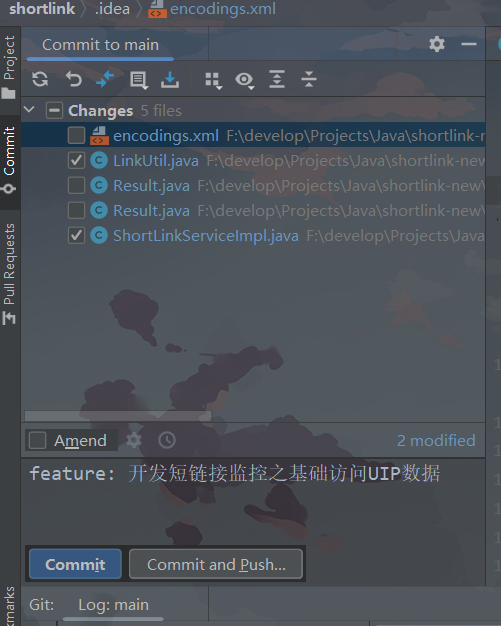 shortlink
.idea
encodings.xml
Project
Commit
Pull Requests
Commit to main
Changes 5 files
encodings.xml F:\develop\Projects\Java\shortlink-new
LinkUtil.java F:\develop\Projects\Java\shortlink-new\
Result.java F:\develop\Projects\Java\shortlink-new\
Result.java F:\develop\Projects\Java\shortlink-new\
ShortLinkServiceImpl.java F:\develop\Projects\Java
Amend
2 modified
feature: 开发短链接监控之基础访问UIP数据
Commit
Commit and Push...
Git:
Log: main